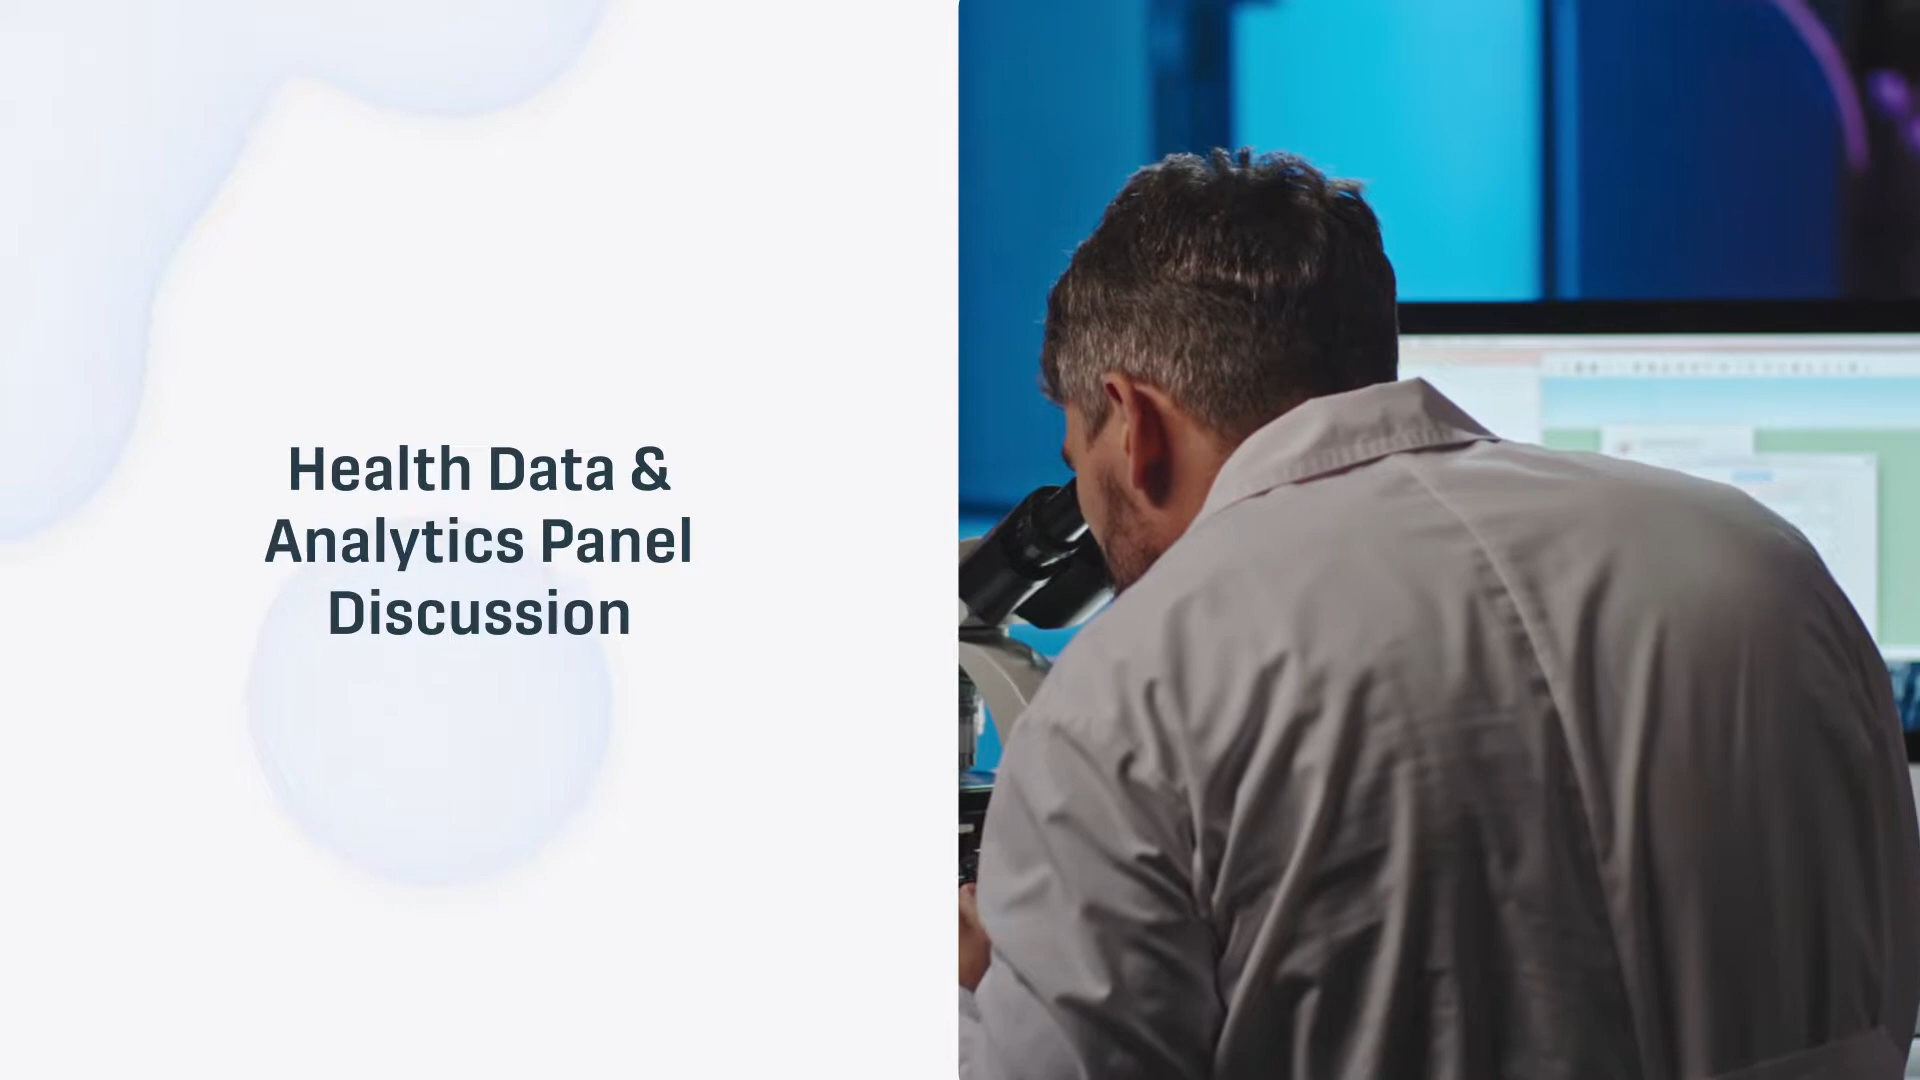 Health Data &
Analytics Panel
Discussion